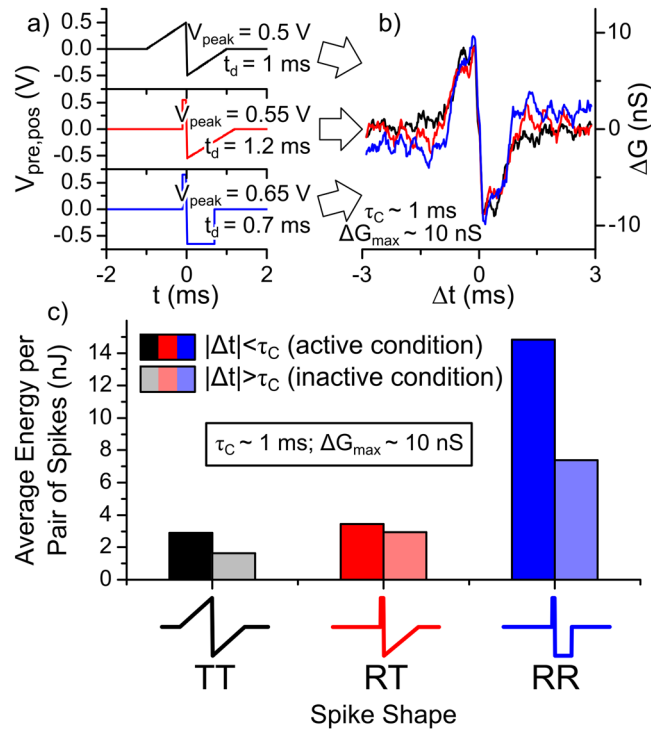 a)
b)
V_pre,pos (V)
0.5
0.0
-0.5
V_peak = 0.5 V
t_d = 1 ms
0.5
0.0
-0.5
V_peak = 0.55 V
t_d = 1.2 ms
0.5
0.0
-0.5
V_peak = 0.65 V
t_d = 0.7 ms
-2 0 2
t (ms)
τ_C ~ 1 ms
ΔG_max ~ 10 nS
10
0
-10
ΔG (nS)
-3 0 3
Δt (ms)
c)
Average Energy per
Pair of Spikes (nJ)
14
12
10
8
6
4
2
0
|Δt|<τ_C (active condition)
|Δt|>τ_C (inactive condition)
τ_C ~ 1 ms; ΔG_max ~ 10 nS
TT RT RR
Spike Shape